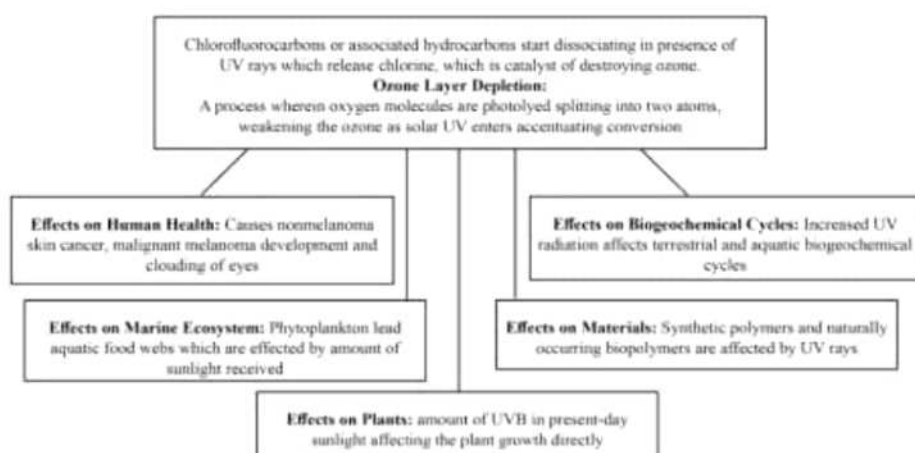 Chlorofluorocarbons or associated hydrocarbons start dissociating in presence of
UV rays which release chlorine, which is catalyst of destroying ozone.
Ozone Layer Depletion:
A process wherein oxygen molecules are photolyed splitting into two atoms,
weakening the ozone as solar UV enters accentuating conversion
Effects on Human Health: Causes nonmelanoma
skin cancer, malignant melanoma development and
clouding of eyes
Effects on Biogeochemical Cycles: Increased UV
radiation affects terrestrial and aquatic biogeochemical
cycles
Effects on Marine Ecosystem: Phytoplankton lead
aquatic food webs which are effected by amount of
sunlight received
Effects on Materials: Synthetic polymers and naturally
occurring biopolymers are affected by UV rays
Effects on Plants: amount of UVB in present-day
sunlight affecting the plant growth directly